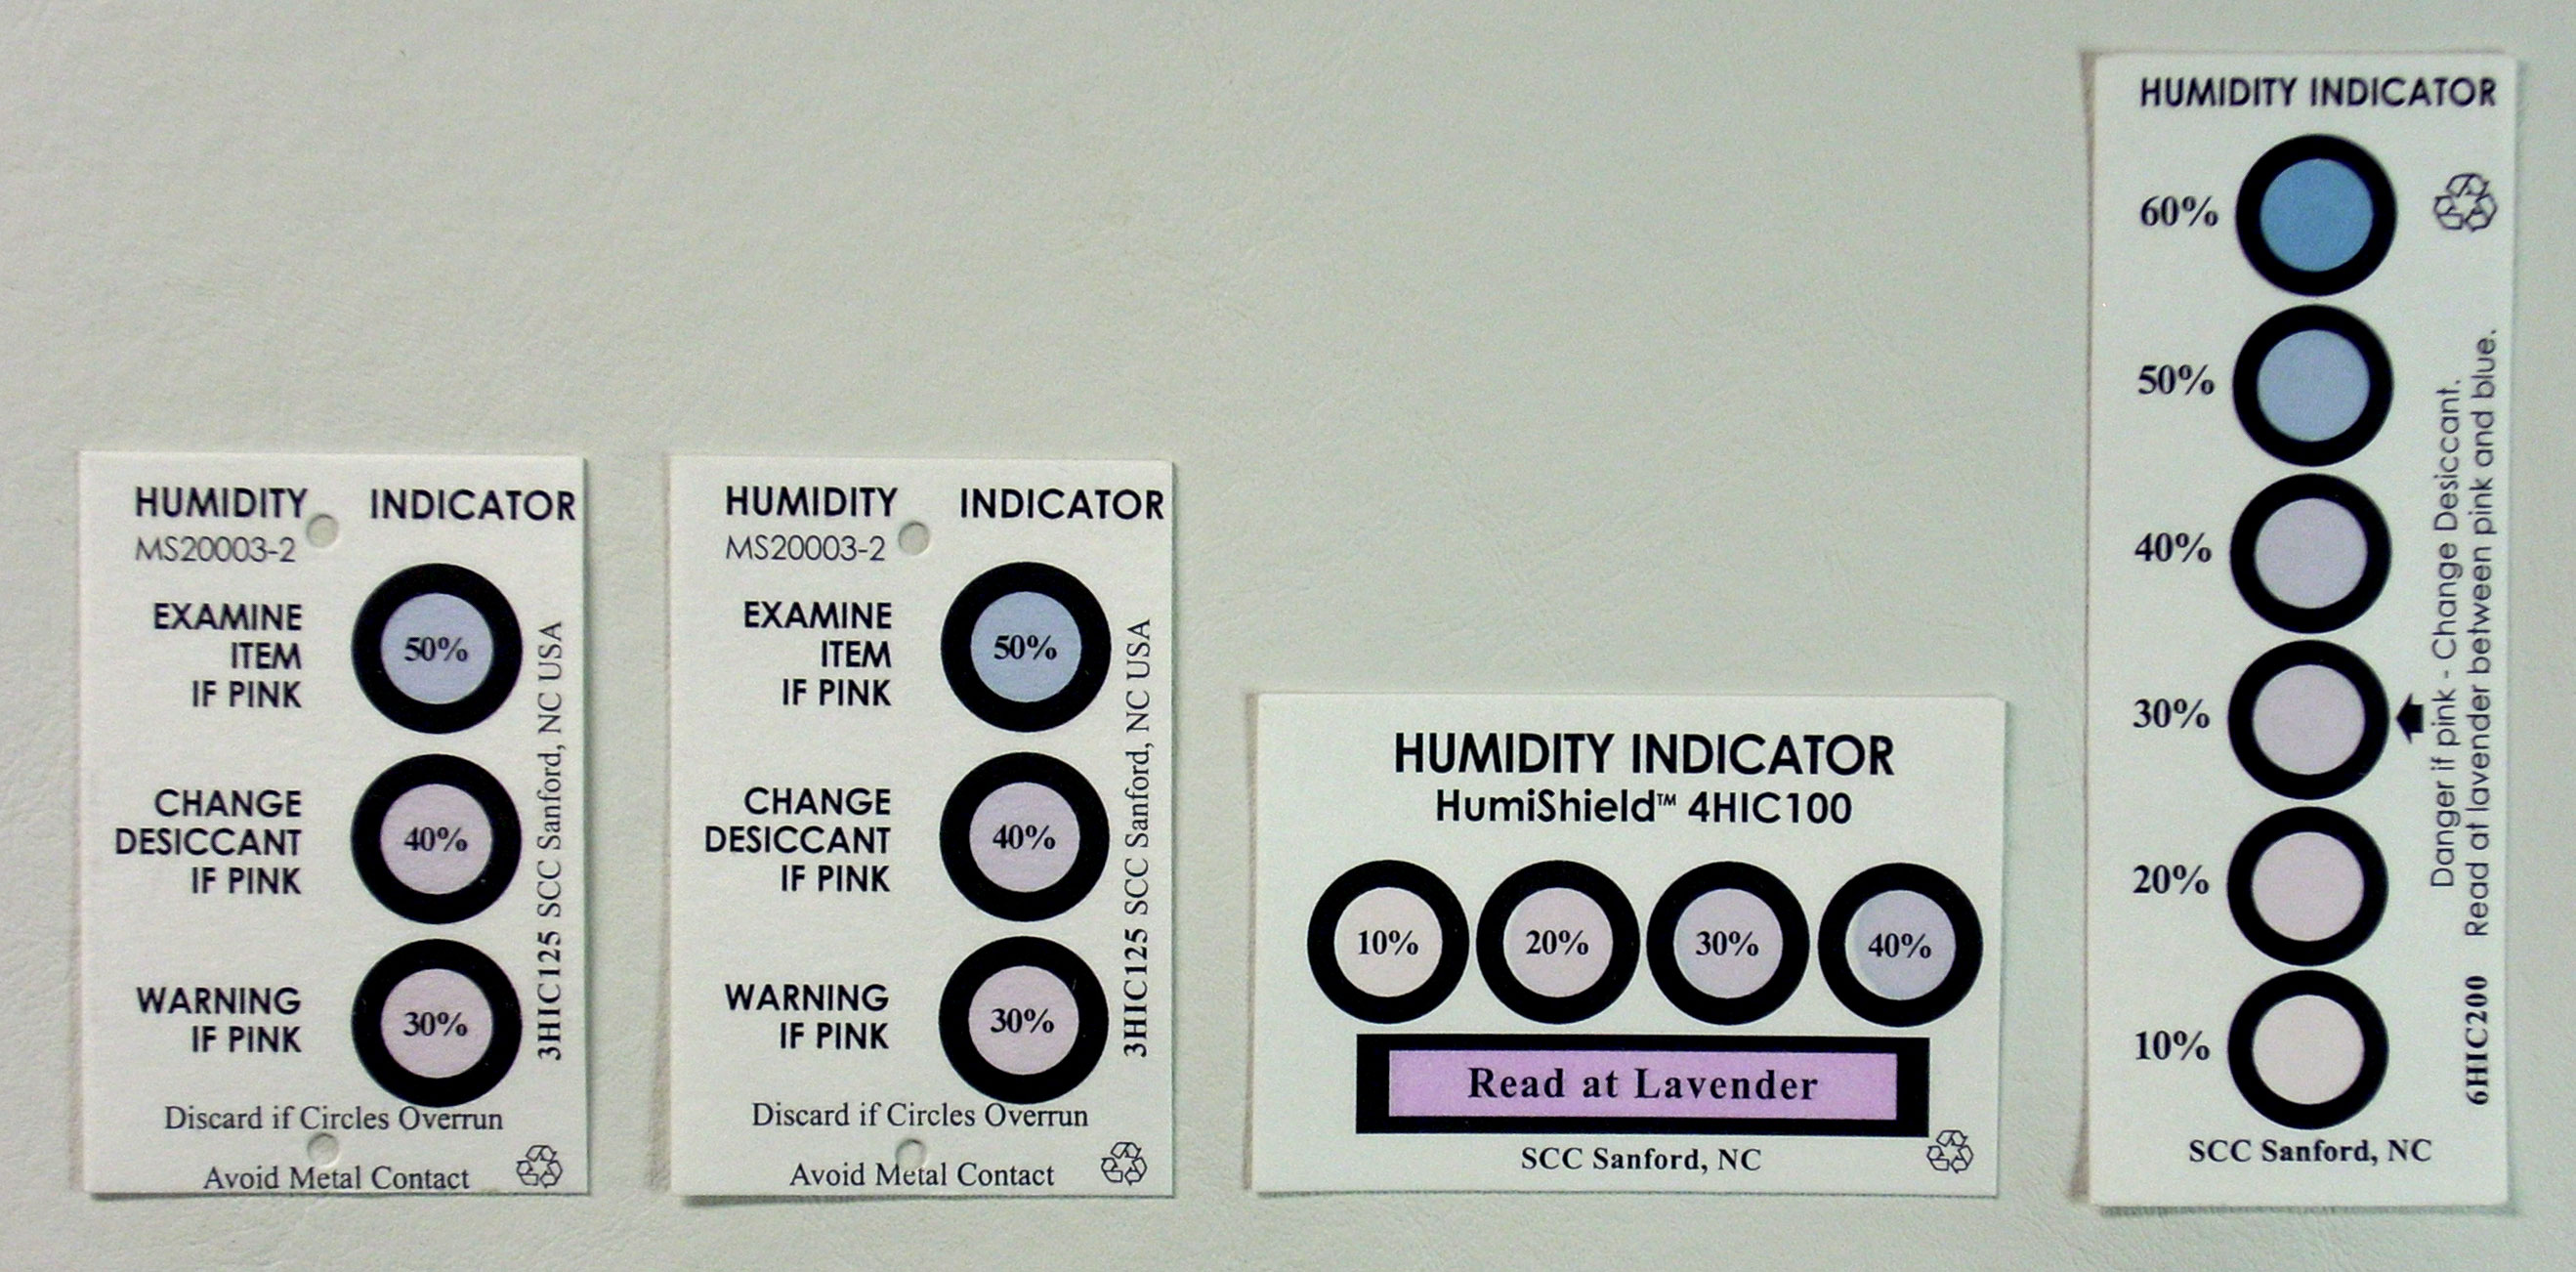 HUMIDITY INDICATOR
MS20003-2
EXAMINE
ITEM
IF PINK
50%
CHANGE
DESICCANT
IF PINK
40%
WARNING
IF PINK
30%
3HIC125 SCC Sanford, NC USA
Discard if Circles Overrun
Avoid Metal Contact
HUMIDITY INDICATOR
MS20003-2
EXAMINE
ITEM
IF PINK
50%
CHANGE
DESICCANT
IF PINK
40%
WARNING
IF PINK
30%
3HIC125 SCC Sanford, NC USA
Discard if Circles Overrun
Avoid Metal Contact
HUMIDITY INDICATOR
HumiShield™ 4HIC100
10% 20% 30% 40%
Read at Lavender
SCC Sanford, NC
HUMIDITY INDICATOR
60%
50%
40%
30%
20%
10%
Danger if pink - Change Desiccant.
6HIC200 Read at lavender between pink and blue.
SCC Sanford, NC